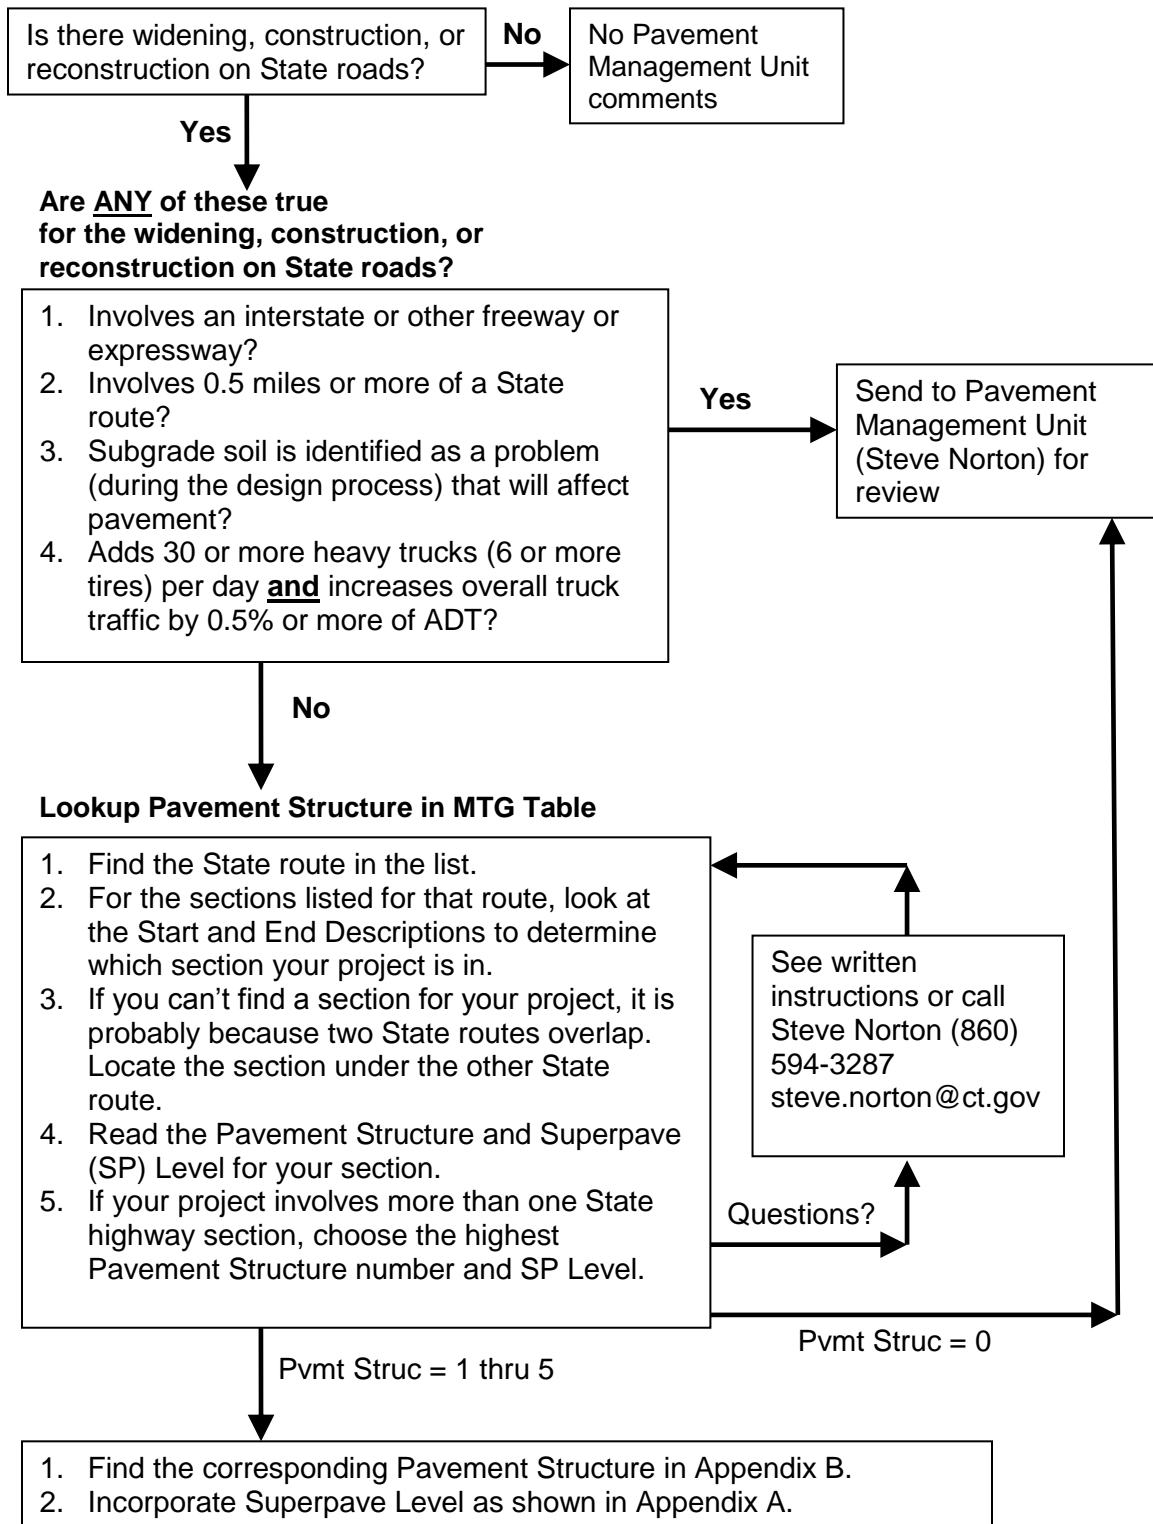 Is there widening, construction, or
reconstruction on State roads?
No
No Pavement
Management Unit
comments
Yes
Are ANY of these true
for the widening, construction, or
reconstruction on State roads?
1. Involves an interstate or other freeway or
expressway?
2. Involves 0.5 miles or more of a State
route?
3. Subgrade soil is identified as a problem
(during the design process) that will affect
pavement?
4. Adds 30 or more heavy trucks (6 or more
tires) per day and increases overall truck
traffic by 0.5% or more of ADT?
Yes
Send to Pavement
Management Unit
(Steve Norton) for
review
No
Lookup Pavement Structure in MTG Table
1. Find the State route in the list.
2. For the sections listed for that route, look at
the Start and End Descriptions to determine
which section your project is in.
3. If you can't find a section for your project, it is
probably because two State routes overlap.
Locate the section under the other State
route.
4. Read the Pavement Structure and Superpave
(SP) Level for your section.
5. If your project involves more than one State
highway section, choose the highest
Pavement Structure number and SP Level.
See written
instructions or call
Steve Norton (860)
594-3287
steve.norton@ct.gov
Questions?
Pvmt Struc = 0
Pvmt Struc = 1 thru 5
1. Find the corresponding Pavement Structure in Appendix B.
2. Incorporate Superpave Level as shown in Appendix A.